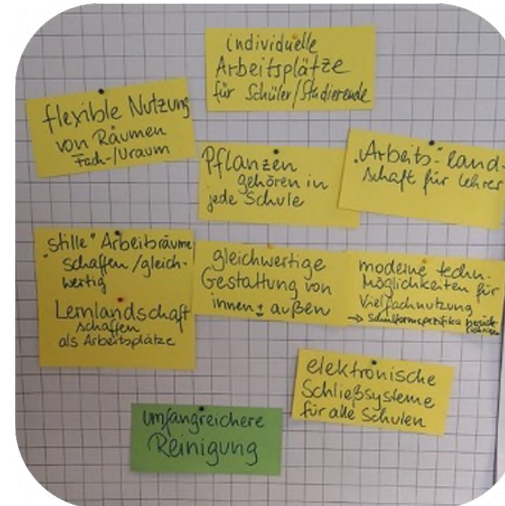 individuelle
Arbeitsplätze
für Schüler/Studierende
flexible Nutzung
von Räumen
Fach-/Uraum
Pflanzen
gehören in
jede Schule
„Arbeits"-land-
schaft für Lehrer
„stille" Arbeitsräume
schaffen/gleich-
wertig
Lernlandschaft
schaffen
als Arbeitsplätze
gleichwertige
Gestaltung von
innen + außen
moderne techn.
Möglichkeiten für
Vielfachnutzung
→ Schulformspezifika
elektronische
Schließsysteme
für alle Schulen
umfangreichere
Reinigung